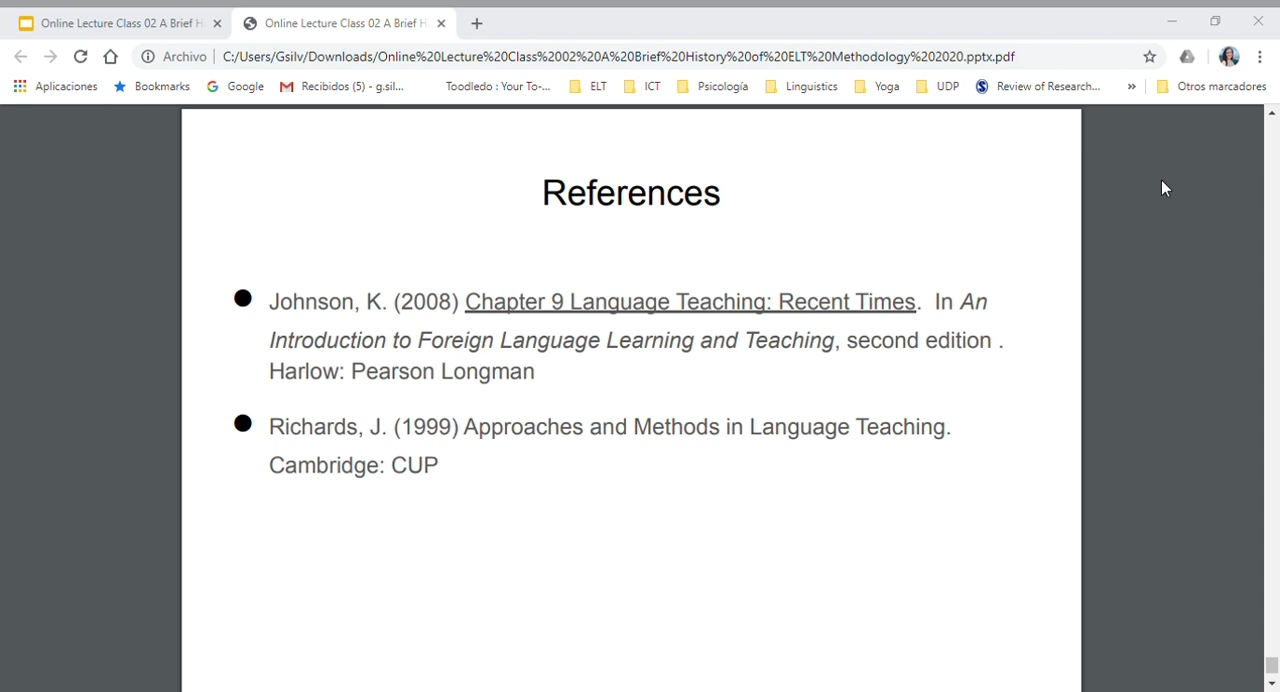 Online Lecture Class 02 A Brief H
Online Lecture Class 02 A Brief H
Archivo
C:/Users/Gsilv/Downloads/Online%20Lecture%20Class%2002%20A%20Brief%20History%20of%20ELT%20Methodology%202020.pptx.pdf
Aplicaciones Bookmarks Google Recibidos (5) - g.sil... Toodledo : Your To-... ELT ICT Psicología Linguistics Yoga UDP Review of Research... » Otros marcadores
References
Johnson, K. (2008) Chapter 9 Language Teaching: Recent Times. In An
Introduction to Foreign Language Learning and Teaching, second edition .
Harlow: Pearson Longman
Richards, J. (1999) Approaches and Methods in Language Teaching.
Cambridge: CUP